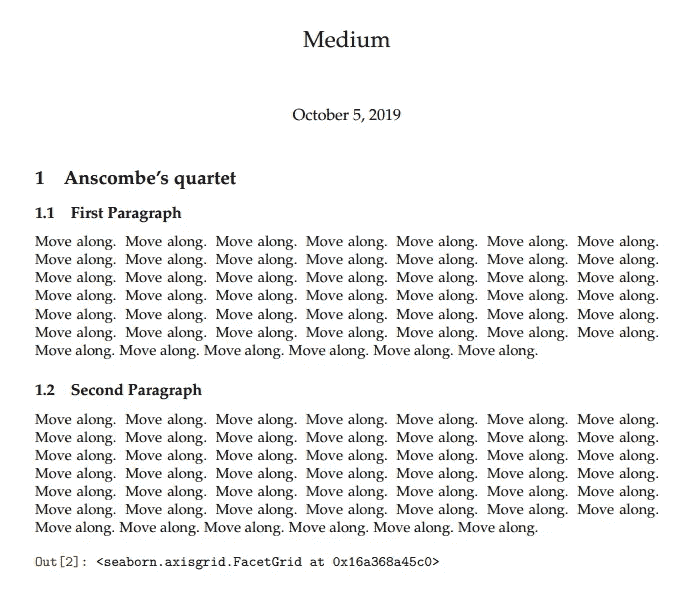 Medium
October 5, 2019
1 Anscombe's quartet
1.1 First Paragraph
Move along. Move along. Move along. Move along. Move along. Move along. Move along.
Move along. Move along. Move along. Move along. Move along. Move along. Move along.
Move along. Move along. Move along. Move along. Move along. Move along. Move along.
Move along. Move along. Move along. Move along. Move along. Move along. Move along.
Move along. Move along. Move along. Move along. Move along. Move along. Move along.
Move along. Move along. Move along. Move along. Move along. Move along. Move along.
Move along. Move along. Move along. Move along. Move along. Move along.
1.2 Second Paragraph
Move along. Move along. Move along. Move along. Move along. Move along. Move along.
Move along. Move along. Move along. Move along. Move along. Move along. Move along.
Move along. Move along. Move along. Move along. Move along. Move along. Move along.
Move along. Move along. Move along. Move along. Move along. Move along. Move along.
Move along. Move along. Move along. Move along. Move along. Move along. Move along.
Move along. Move along. Move along. Move along. Move along. Move along. Move along.
Move along. Move along. Move along. Move along. Move along. Move along.
Out[2]: <seaborn.axisgrid.FacetGrid at 0x16a368a45c0>